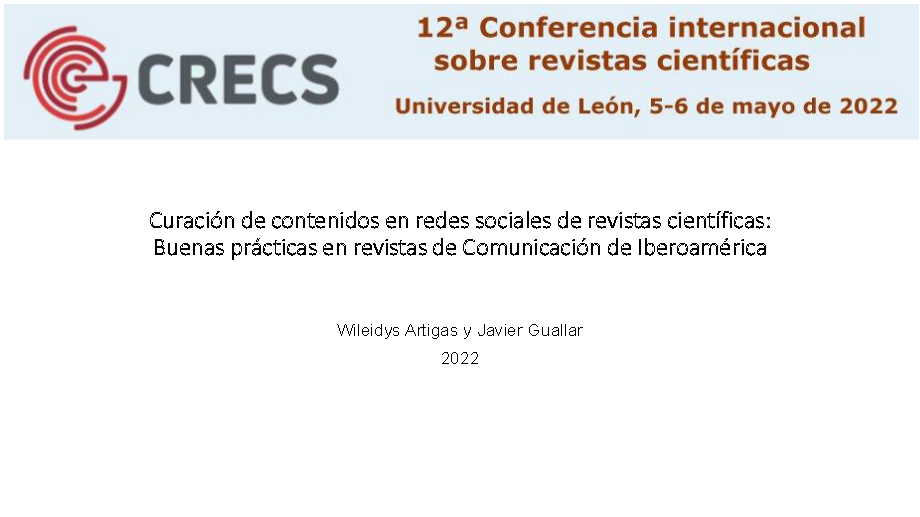 CRECS
12ª Conferencia internacional
sobre revistas científicas
Universidad de León, 5-6 de mayo de 2022
Curación de contenidos en redes sociales de revistas científicas:
Buenas prácticas en revistas de Comunicación de Iberoamérica
Wileidys Artigas y Javier Guallar
2022